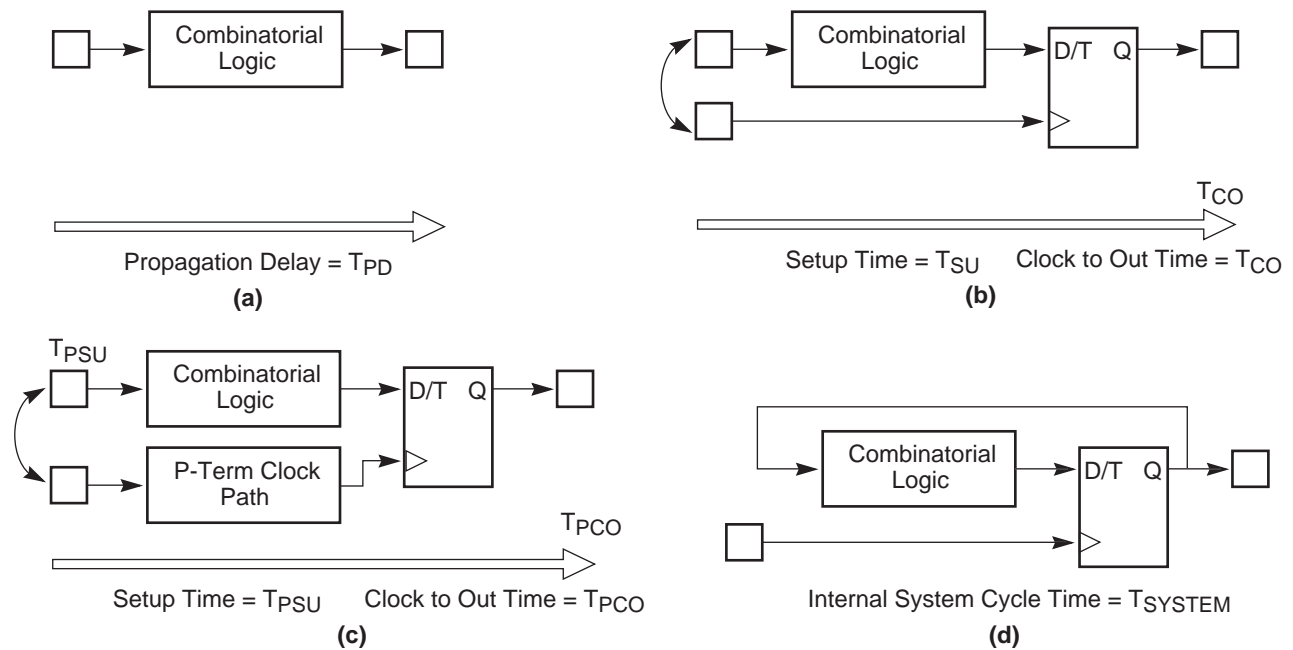 Combinatorial
Logic
Propagation Delay = TPD
(a)
Combinatorial
Logic
D/T Q
TCO
Setup Time = TSU Clock to Out Time = TCO
(b)
TPSU
Combinatorial
Logic
P-Term Clock
Path
D/T Q
TPCO
Setup Time = TPSU Clock to Out Time = TPCO
(c)
Combinatorial
Logic
D/T Q
Internal System Cycle Time = TSYSTEM
(d)